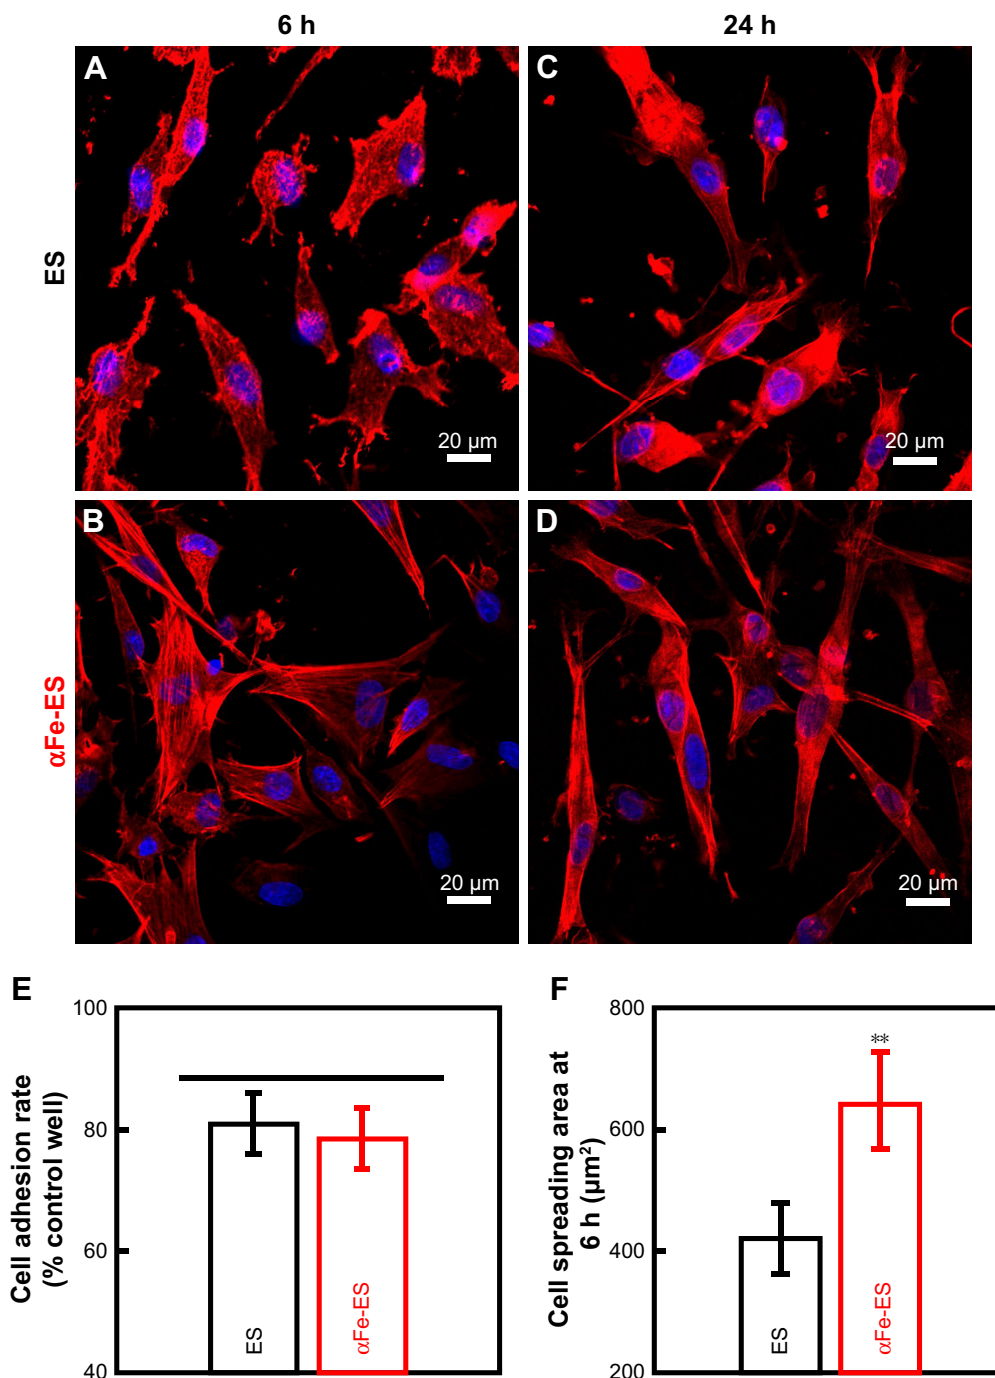 6 h
24 h
A
C
ES
20 µm
20 µm
B
D
αFe-ES
20 µm
20 µm
E
F
Cell adhesion rate
(% control well)
100
80
60
40
ES
αFe-ES
Cell spreading area at
6 h (µm²)
800
600
400
200
**
ES
αFe-ES